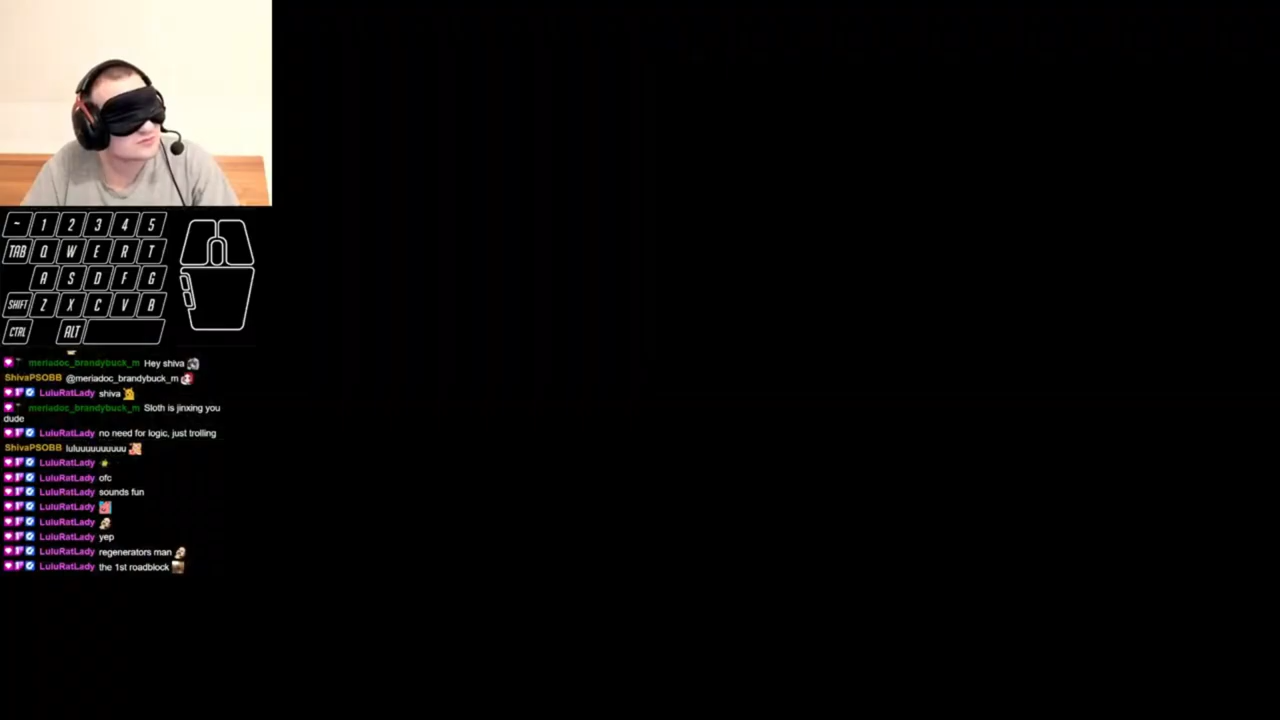 ~ 1 2 3 4 5
TAB Q W E R T
A S D F G
SHIFT Z X C V B
CTRL ALT
meriadoc_brandybuck_m Hey shiva
ShivaPSOBB @meriadoc_brandybuck_m
LuluRatLady shiva
meriadoc_brandybuck_m Sloth is jinxing you
dude
LuluRatLady no need for logic, just trolling
ShivaPSOBB luluuuuuuuuuu
LuluRatLady
LuluRatLady ofc
LuluRatLady sounds fun
LuluRatLady
LuluRatLady
LuluRatLady yep
LuluRatLady regenerators man
LuluRatLady the 1st roadblock